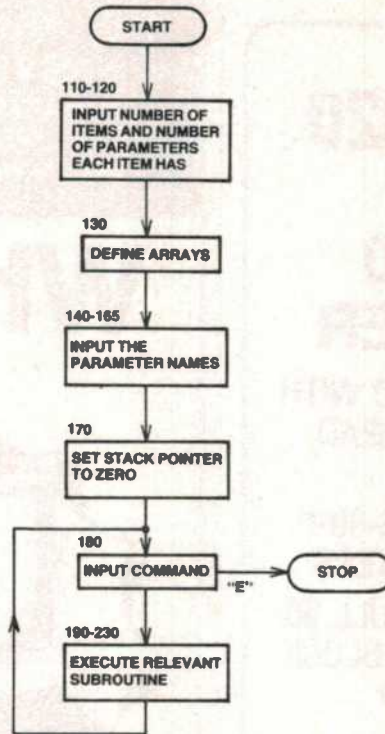 START
110-120
INPUT NUMBER OF
ITEMS AND NUMBER
OF PARAMETERS
EACH ITEM HAS
130
DEFINE ARRAYS
140-165
INPUT THE
PARAMETER NAMES
170
SET STACK POINTER
TO ZERO
180
INPUT COMMAND
"E"
STOP
190-230
EXECUTE RELEVANT
SUBROUTINE